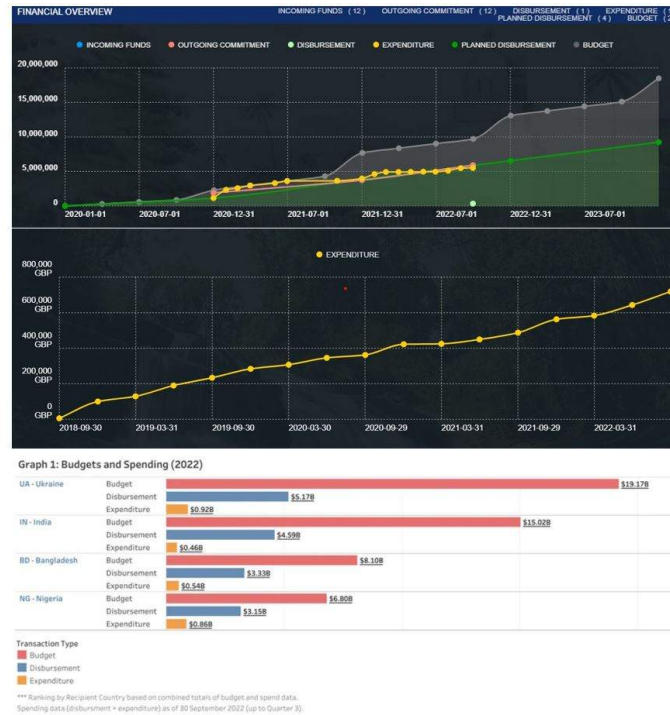 FINANCIAL OVERVIEW
INCOMING FUNDS (12) OUTGOING COMMITMENT (12) DISBURSEMENT (1) EXPENDITURE
PLANNED DISBURSEMENT (4) BUDGET
INCOMING FUNDS OUTGOING COMMITMENT DISBURSEMENT EXPENDITURE PLANNED DISBURSEMENT BUDGET
20,000,000
15,000,000
10,000,000
5,000,000
0
2020-01-01 2020-07-01 2020-12-31 2021-07-01 2021-12-31 2022-07-01 2022-12-31 2023-07-01
EXPENDITURE
800,000
GBP
600,000
GBP
400,000
GBP
200,000
GBP
0
GBP
2018-09-30 2019-03-31 2019-09-30 2020-03-30 2020-09-29 2021-03-31 2021-09-29 2022-03-31
Graph 1: Budgets and Spending (2022)
UA - Ukraine Budget $19.17B
Disbursement $5.17B
Expenditure $0.92B
IN - India Budget $15.02B
Disbursement $4.59B
Expenditure $0.46B
BD - Bangladesh Budget $8.10B
Disbursement $3.33B
Expenditure $0.54B
NG - Nigeria Budget $6.80B
Disbursement $3.15B
Expenditure $0.86B
Transaction Type
Budget
Disbursement
Expenditure
*** Ranking by Recipient Country based on combined totals of budget and spend data.
Spending data (disbursment + expenditure) as of 30 September 2022 (up to Quarter 3).